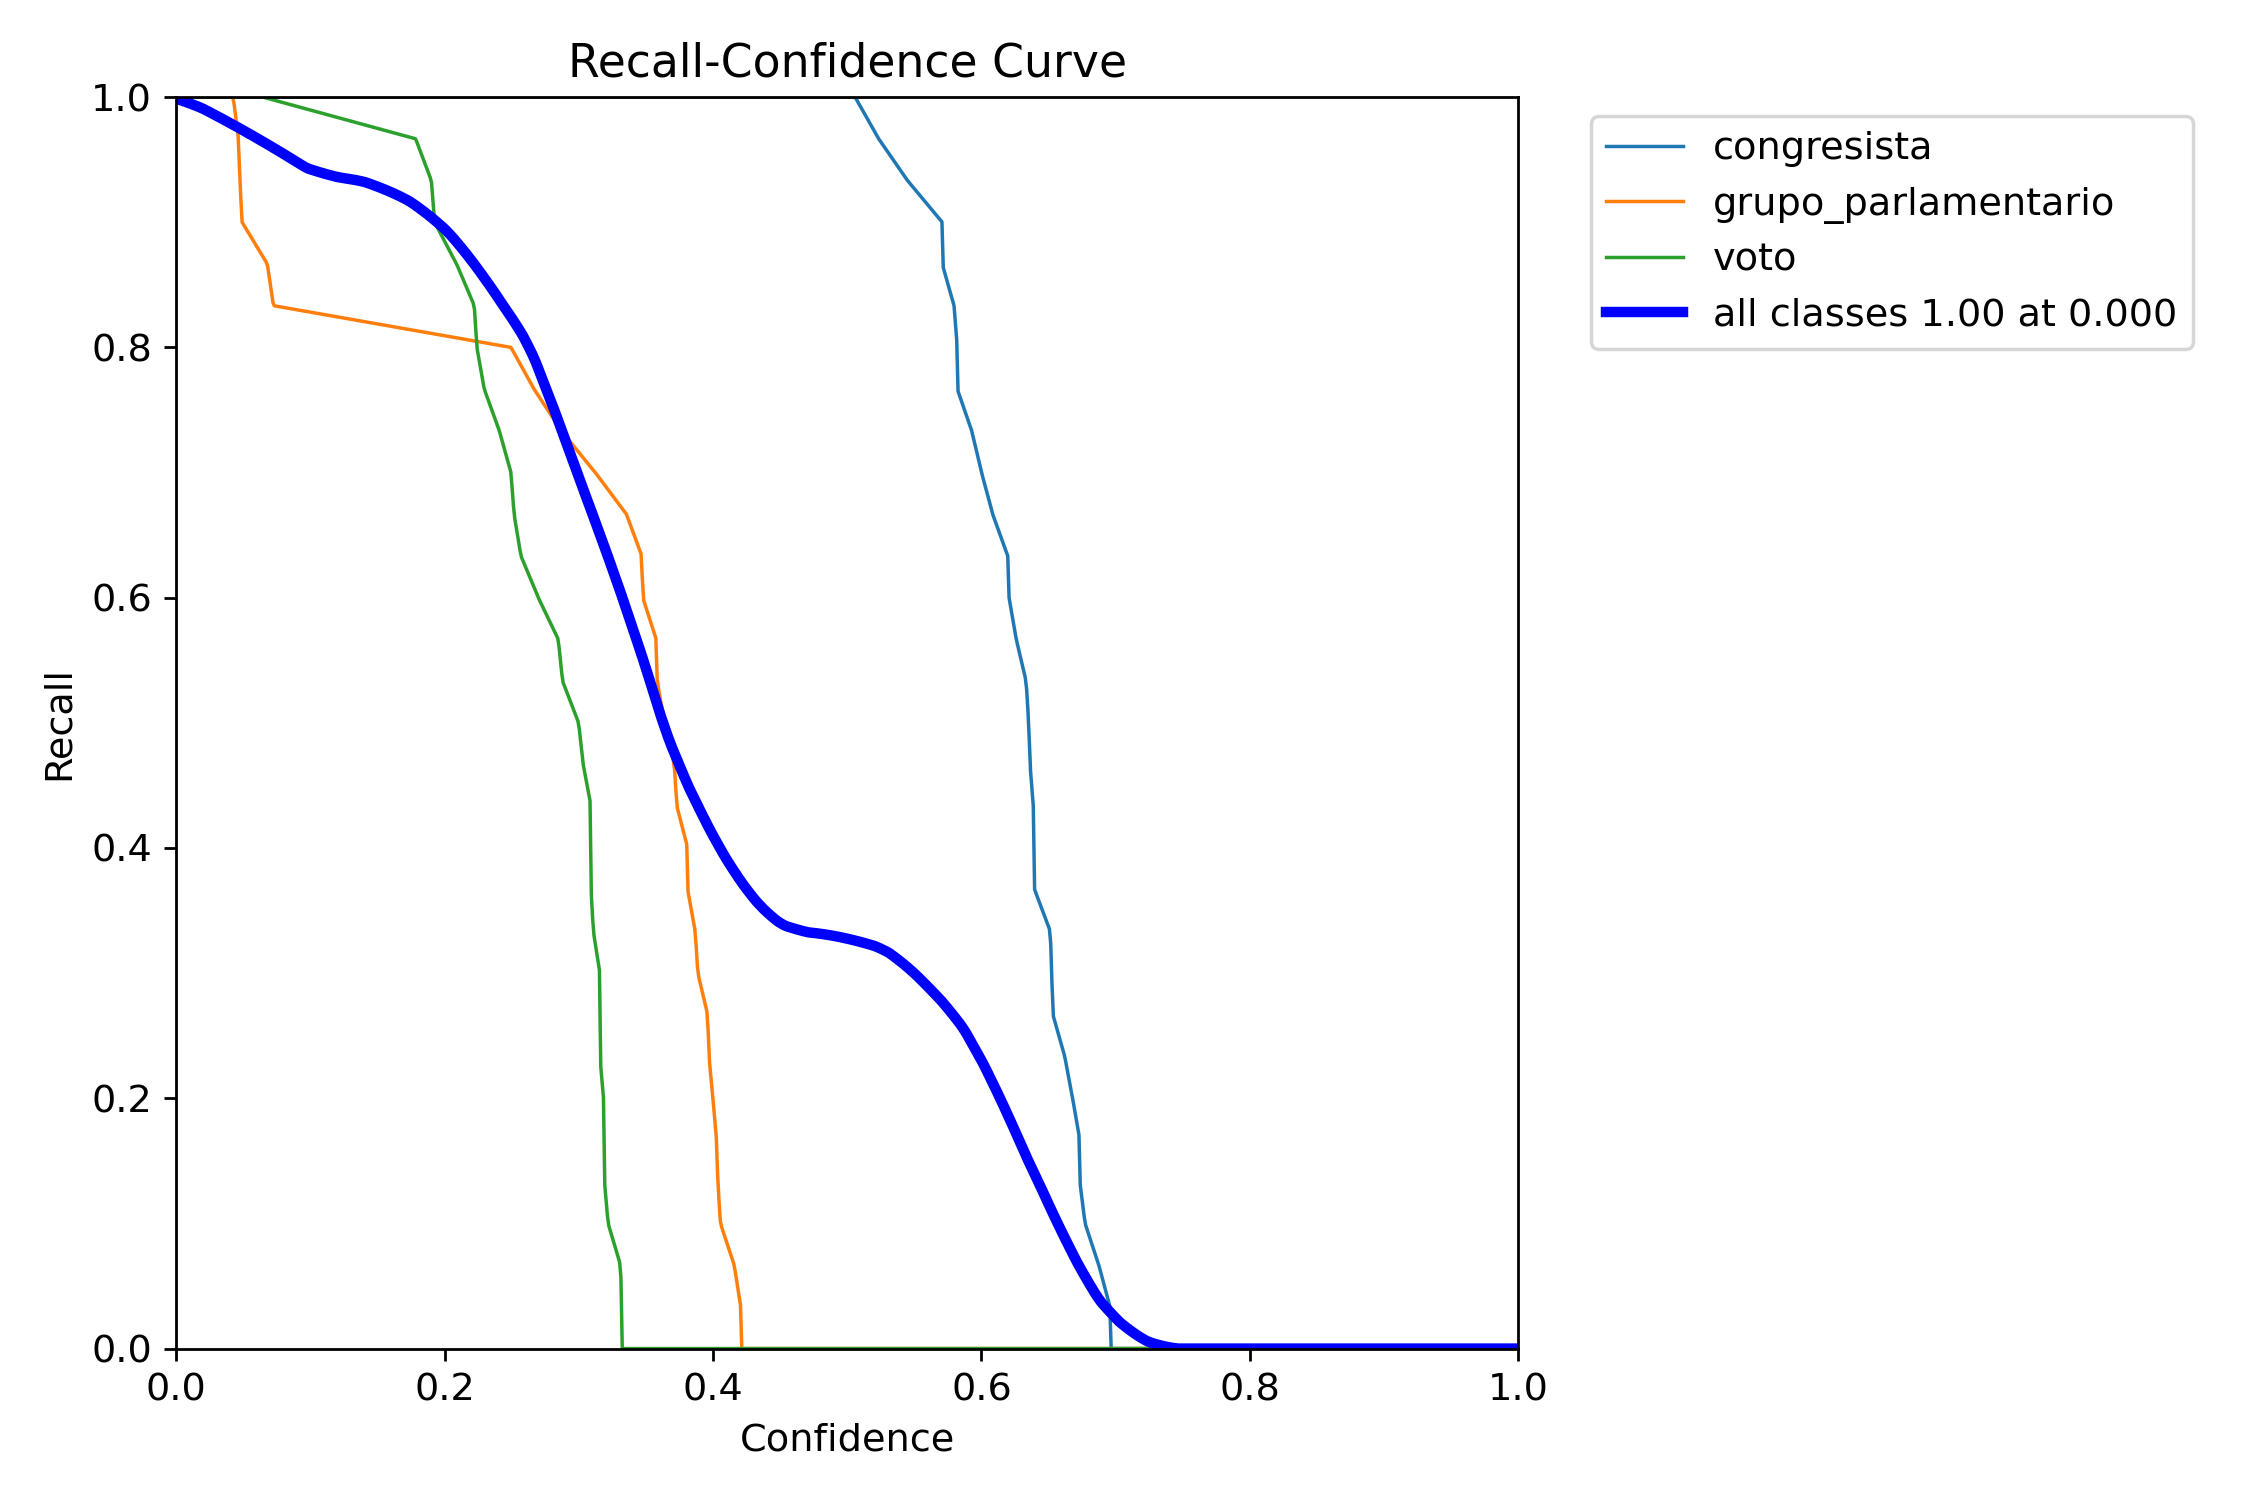 Recall-Confidence Curve
1.0
0.8
0.6
0.4
0.2
0.0
Recall
0.0 0.2 0.4 0.6 0.8 1.0
Confidence
congresista
grupo_parlamentario
voto
all classes 1.00 at 0.000